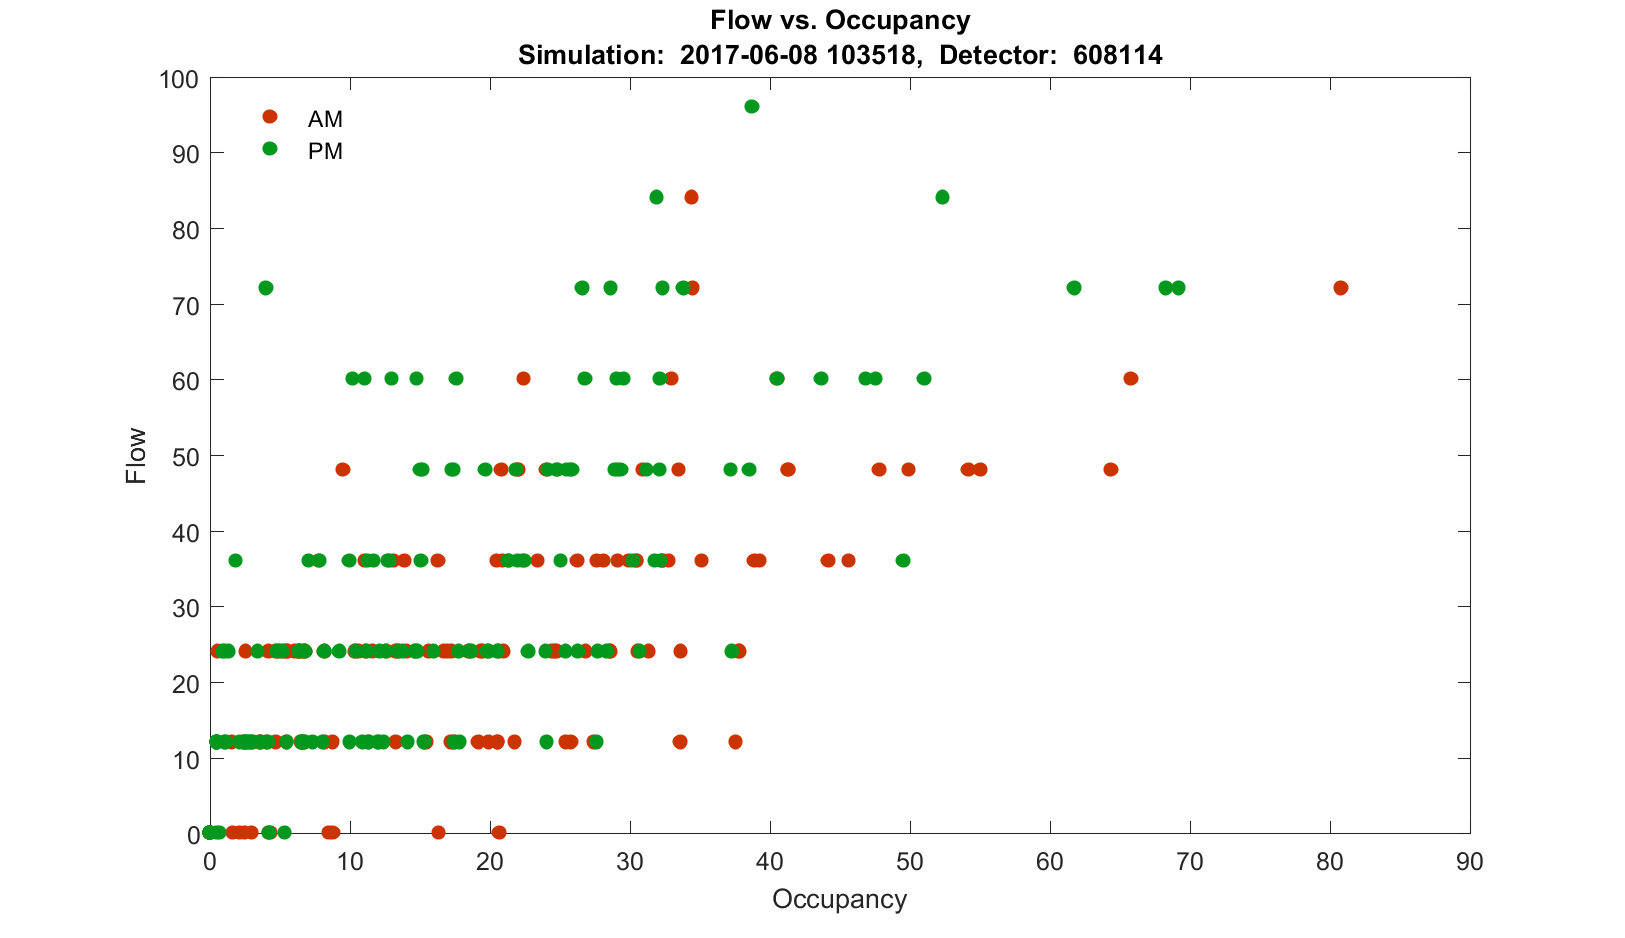 Flow vs. Occupancy
Simulation:  2017-06-08 103518,  Detector:  608114
100
AM
PM
90
80
70
60
50
Flow
40
30
20
10
0
0 10 20 30 40 50 60 70 80 90
Occupancy